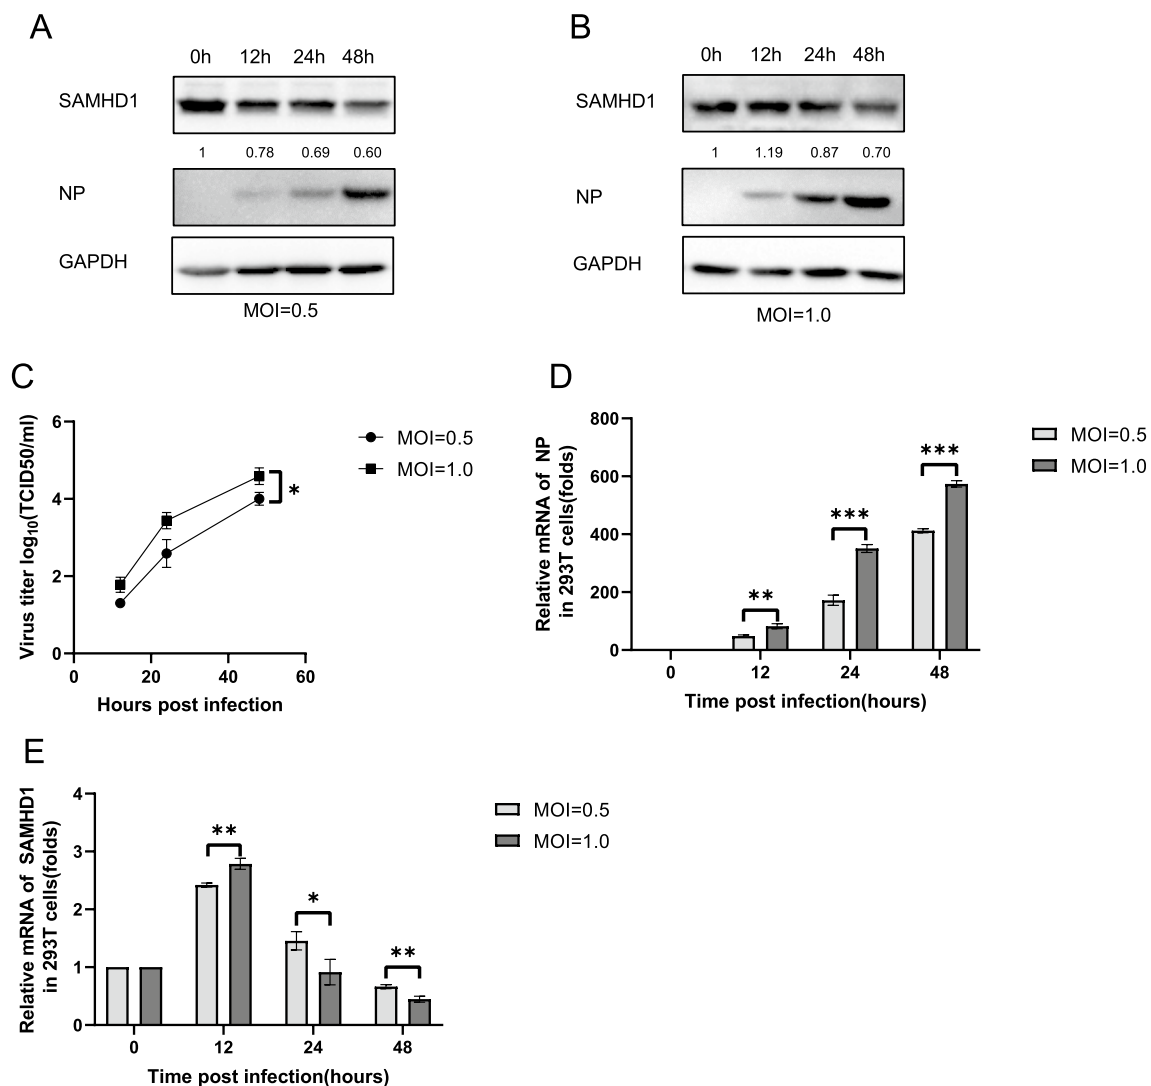 A
0h 12h 24h 48h
SAMHD1
1 0.78 0.69 0.60
NP
GAPDH
MOI=0.5
B
0h 12h 24h 48h
SAMHD1
1 1.19 0.87 0.70
NP
GAPDH
MOI=1.0
C
Virus titer log10(TCID50/ml)
6
4
2
0
0 20 40 60
Hours post infection
MOI=0.5
MOI=1.0
*
D
Relative mRNA of NP
in 293T cells(folds)
800
600
400
200
0
** *** ***
0 12 24 48
Time post infection(hours)
MOI=0.5
MOI=1.0
E
Relative mRNA of SAMHD1
in 293T cells(folds)
4
3
2
1
0
** * **
0 12 24 48
Time post infection(hours)
MOI=0.5
MOI=1.0